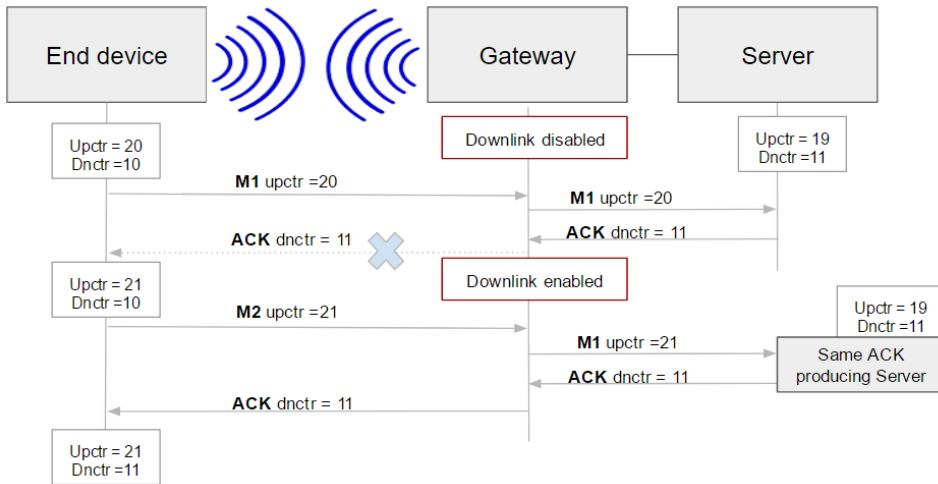 End device
Gateway
Server
Upctr = 20
Dnctr =10
Downlink disabled
Upctr = 19
Dnctr =11
M1 upctr =20
M1 upctr =20
ACK dnctr = 11
ACK dnctr = 11
Upctr = 21
Dnctr =10
Downlink enabled
M2 upctr =21
Upctr = 19
Dnctr =11
M1 upctr =21
Same ACK
producing Server
ACK dnctr = 11
ACK dnctr = 11
Upctr = 21
Dnctr =11